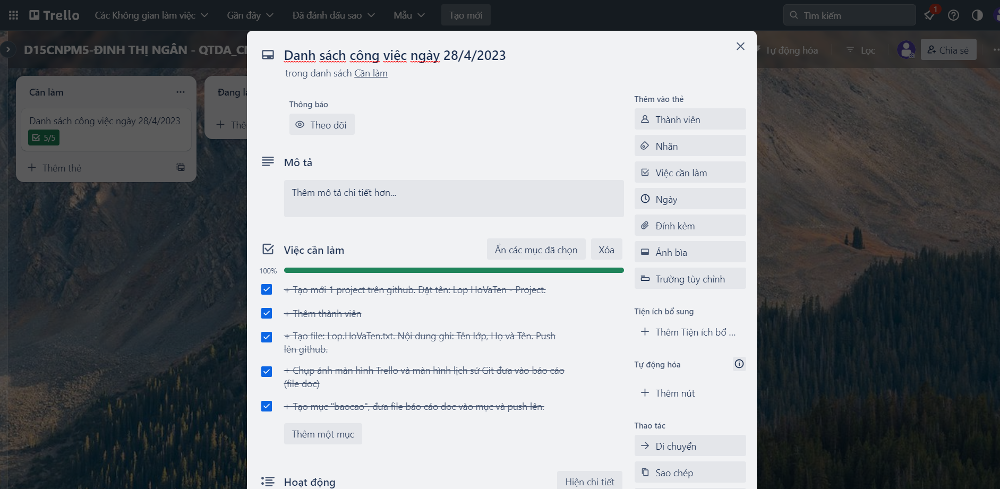 Trello Các Không gian làm việc Gần đây Đã đánh dấu sao Mẫu Tạo mới Tìm kiếm 1
D15CNPM5-ĐINH THỊ NGÂN - QTDA_ Tự động hóa Lọc Chia sẻ
Cần làm
Danh sách công việc ngày 28/4/2023
5/5
Thêm thẻ
Đang
Danh sách công việc ngày 28/4/2023
trong danh sách Cần làm
Thông báo
Theo dõi
Mô tả
Thêm mô tả chi tiết hơn...
Việc cần làm Ẩn các mục đã chọn Xóa
100%
+ Tạo mới 1 project trên github. Đặt tên: Lop HoVaTen - Project.
+ Thêm thành viên
+ Tạo file: Lop.HoVaTen.txt. Nội dung ghi: Tên lớp, Họ và Tên. Push
lên github.
+ Chụp ảnh màn hình Trello và màn hình lịch sử Git đưa vào báo cáo
(file doc)
+ Tạo mục "baocao", đưa file báo cáo doc vào mục và push lên.
Thêm một mục
Hoạt động Hiện chi tiết
Thêm vào thẻ
Thành viên
Nhãn
Việc cần làm
Ngày
Đính kèm
Ảnh bìa
Trường tùy chỉnh
Tiện ích bổ sung
Thêm Tiện ích bổ ...
Tự động hóa
Thêm nút
Thao tác
Di chuyển
Sao chép